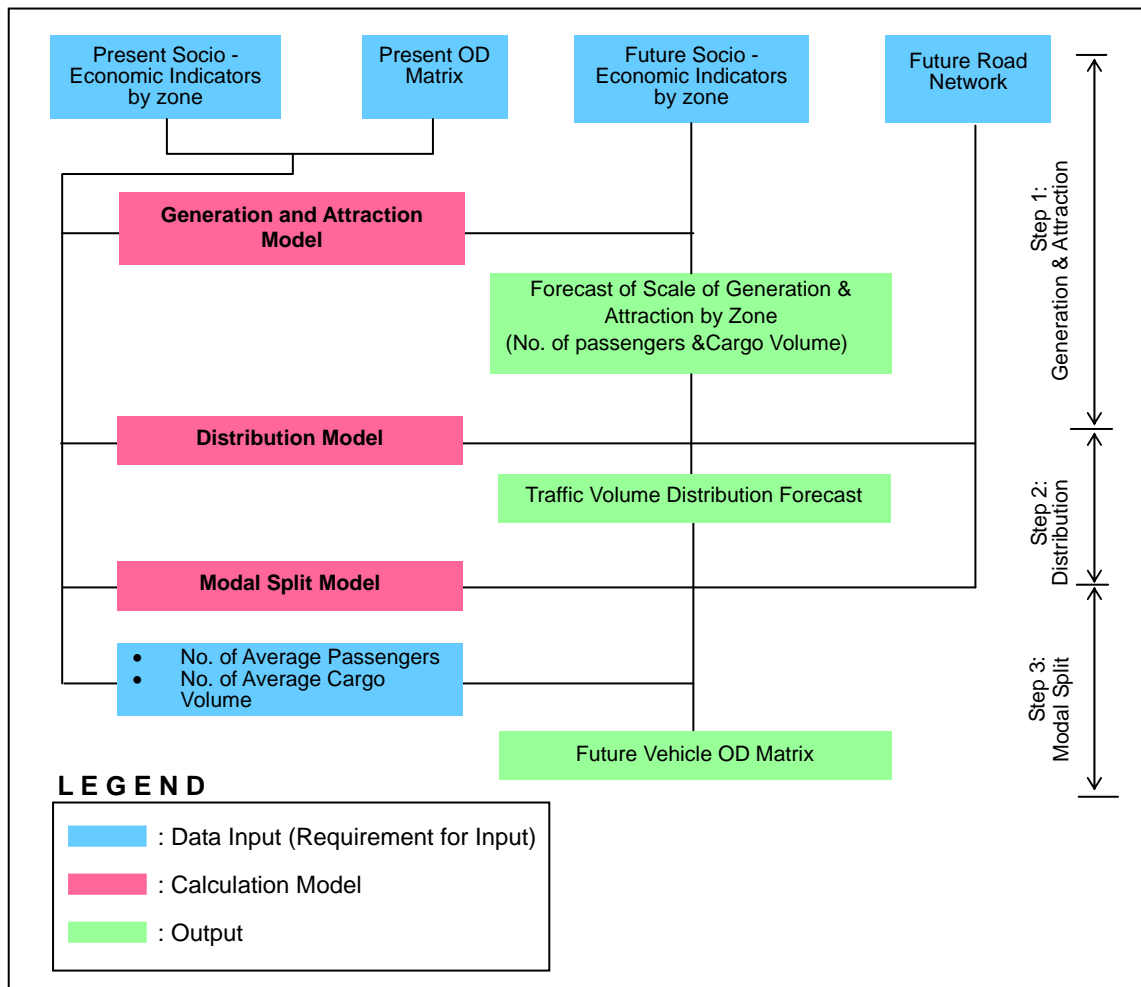 Present Socio -
Economic Indicators
by zone
Present OD
Matrix
Future Socio -
Economic Indicators
by zone
Future Road
Network
Step 1:
Generation & Attraction
Generation and Attraction
Model
Forecast of Scale of Generation &
Attraction by Zone
(No. of passengers &Cargo Volume)
Distribution Model
Traffic Volume Distribution Forecast
Step 2:
Distribution
Modal Split Model
• No. of Average Passengers
• No. of Average Cargo
Volume
Step 3:
Modal Split
Future Vehicle OD Matrix
LEGEND
: Data Input (Requirement for Input)
: Calculation Model
: Output